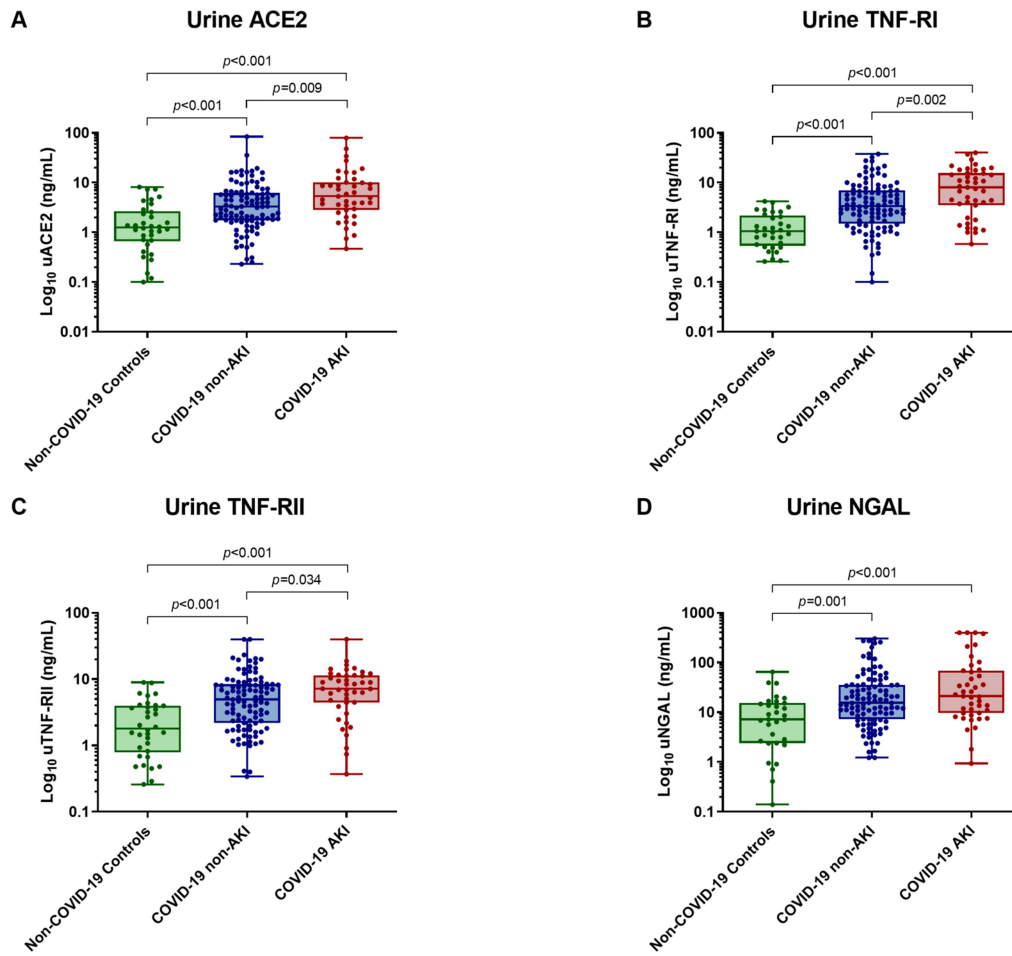 A
Urine ACE2
p<0.001
p=0.009
p<0.001
100
10
1
0.1
0.01
Log10 uACE2 (ng/mL)
Non-COVID-19 Controls
COVID-19 non-AKI
COVID-19 AKI
B
Urine TNF-RI
p<0.001
p=0.002
p<0.001
100
10
1
0.1
0.01
Log10 uTNF-RI (ng/mL)
Non-COVID-19 Controls
COVID-19 non-AKI
COVID-19 AKI
C
Urine TNF-RII
p<0.001
p=0.034
p<0.001
100
10
1
0.1
Log10 uTNF-RII (ng/mL)
Non-COVID-19 Controls
COVID-19 non-AKI
COVID-19 AKI
D
Urine NGAL
p<0.001
p=0.001
1000
100
10
1
0.1
Log10 uNGAL (ng/mL)
Non-COVID-19 Controls
COVID-19 non-AKI
COVID-19 AKI